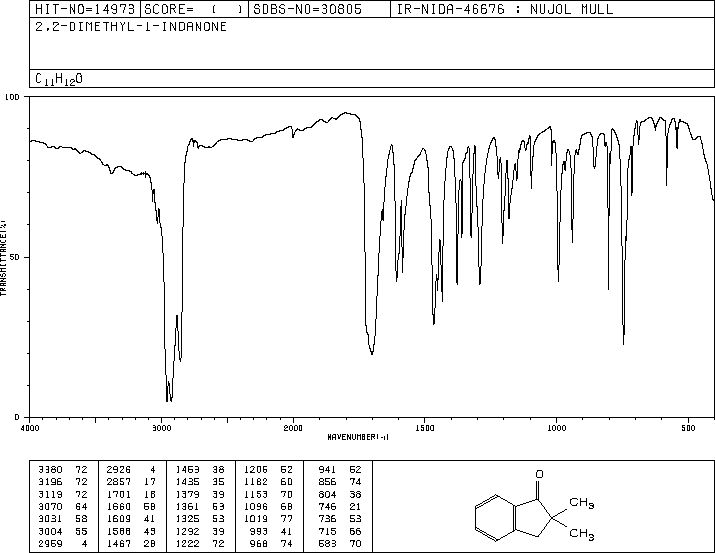 HIT-NO=14973 SCORE= ( ) SDBS-NO=30805 IR-NIDA-46676 : NUJOL MULL
2,2-DIMETHYL-1-INDANONE
C11H12O
100
50
0
TRANSMITTANCE(%)
4000 3000 2000 1500 1000 500
WAVENUMBER(-1)
3380 72 2926 4 1453 38 1206 52 941 52
3196 72 2857 17 1435 35 1182 60 856 74
3119 72 1701 18 1379 39 1153 70 804 38
3070 64 1660 58 1361 53 1096 68 746 21
3031 58 1609 41 1325 53 1019 77 736 53
3004 55 1588 43 1292 39 993 41 715 66
2959 4 1467 28 1222 72 968 74 583 70
O
CH3
CH3